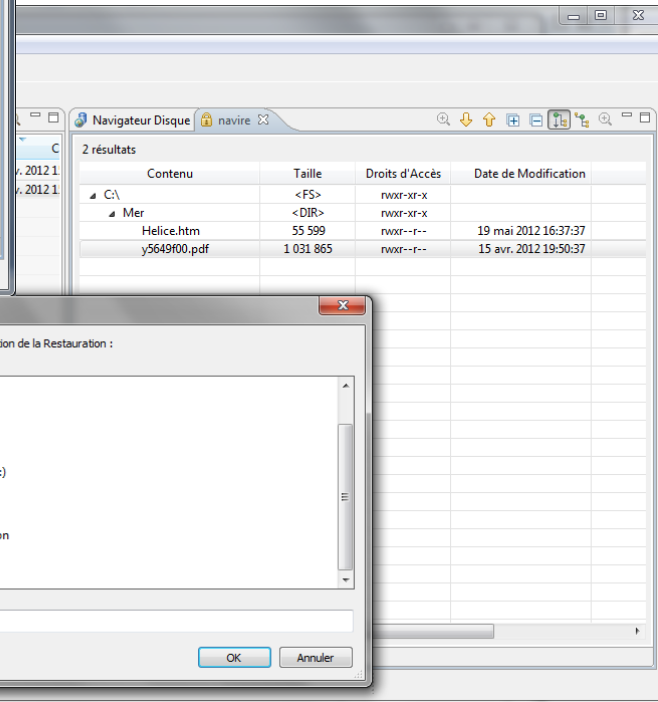 Navigateur Disque navire
C 2 résultats
Contenu Taille Droits d'Accès Date de Modification
v. 2012 1
C:\ <FS> rwxr-xr-x
v. 2012 1
Mer <DIR> rwxr-xr-x
Helice.htm 55 599 rwxr--r-- 19 mai 2012 16:37:37
y5649f00.pdf 1 031 865 rwxr--r-- 15 avr. 2012 19:50:37
tion de la Restauration :
:)
on
OK Annuler